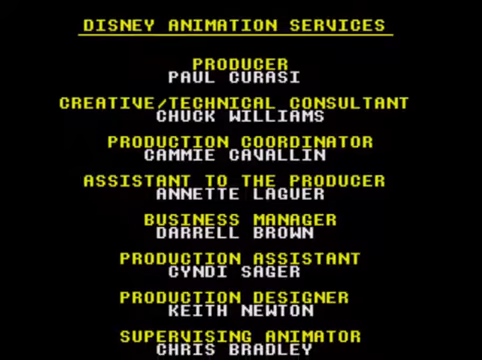 DISNEY ANIMATION SERVICES
PRODUCER
PAUL CURASI
CREATIVE/TECHNICAL CONSULTANT
CHUCK WILLIAMS
PRODUCTION COORDINATOR
CAMMIE CAVALLIN
ASSISTANT TO THE PRODUCER
ANNETTE LAGUER
BUSINESS MANAGER
DARRELL BROWN
PRODUCTION ASSISTANT
CYNDI SAGER
PRODUCTION DESIGNER
KEITH NEWTON
SUPERVISING ANIMATOR
CHRIS BRADLEY